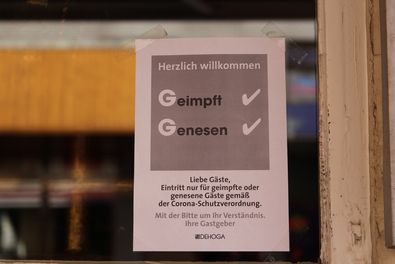 Herzlich willkommen
Geimpft ✓
Genesen ✓
Liebe Gäste,
Eintritt nur für geimpfte oder
genesene Gäste gemäß
der Corona-Schutzverordnung.
Mit der Bitte um Ihr Verständnis.
Ihre Gastgeber
DEHOGA